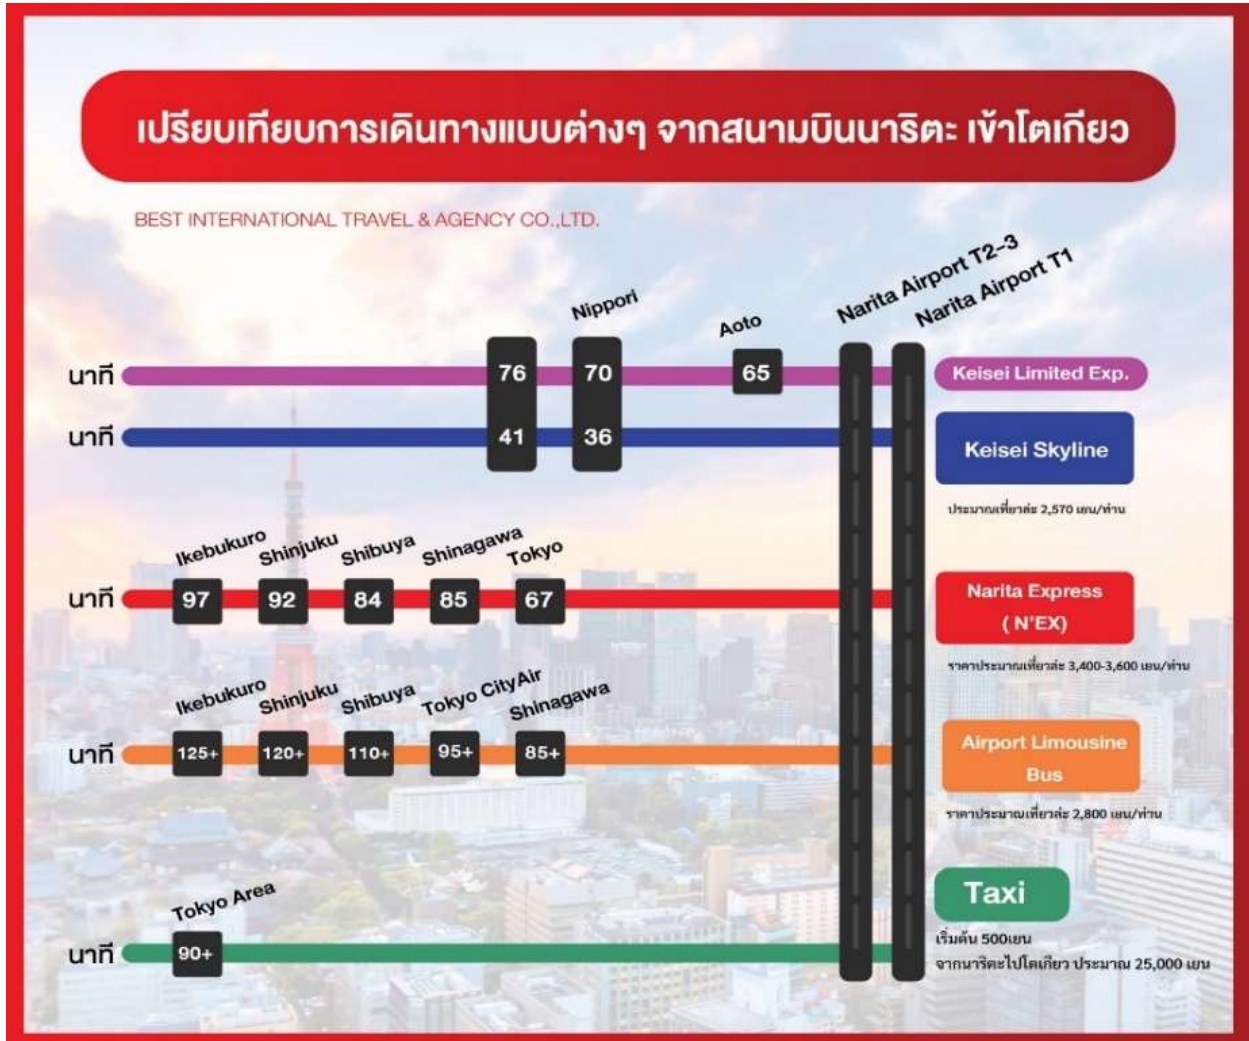 เปรียบเทียบการเดินทางแบบต่างๆ จากสนามบินนาริตะ เข้าโตเกียว
BEST INTERNATIONAL TRAVEL & AGENCY CO.,LTD.
Narita Airport T2-3
Narita Airport T1
Nippori
Aoto
นาที
76
70
65
Keisei Limited Exp.
นาที
41
36
Keisei Skyline
ประมาณเที่ยวล่ะ 2,570 เยน/ท่าน
Ikebukuro
Shinjuku
Shibuya
Shinagawa
Tokyo
นาที
97
92
84
85
67
Narita Express
( N'EX)
ราคาประมาณเที่ยวล่ะ 3,400-3,600 เยน/ท่าน
Ikebukuro
Shinjuku
Shibuya
Tokyo CityAir
Shinagawa
นาที
125+
120+
110+
95+
85+
Airport Limousine
Bus
ราคาประมาณเที่ยวล่ะ 2,800 เยน/ท่าน
Tokyo Area
นาที
90+
Taxi
เริ่มต้น 500เยน
จากนาริตะไปโตเกียว ประมาณ 25,000 เยน